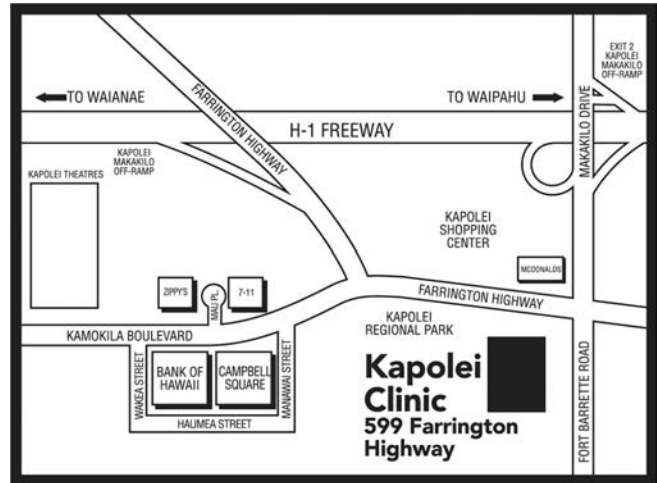 EXIT 2
KAPOLEI
MAKAKILO
OFF-RAMP
TO WAIANAE
FARRINGTON HIGHWAY
TO WAIPAHU
MAKAKILO DRIVE
H-1 FREEWAY
KAPOLEI
MAKAKILO
OFF-RAMP
KAPOLEI THEATRES
KAPOLEI
SHOPPING
CENTER
MCDONALDS
ZIPPY'S
MAU PL.
7-11
FARRINGTON HIGHWAY
KAMOKILA BOULEVARD
KAPOLEI
REGIONAL PARK
WAKEA STREET
BANK OF
HAWAII
CAMPBELL
SQUARE
MANAWAI STREET
HAUMEA STREET
Kapolei
Clinic
599 Farrington
Highway
FORT BARRETTE ROAD